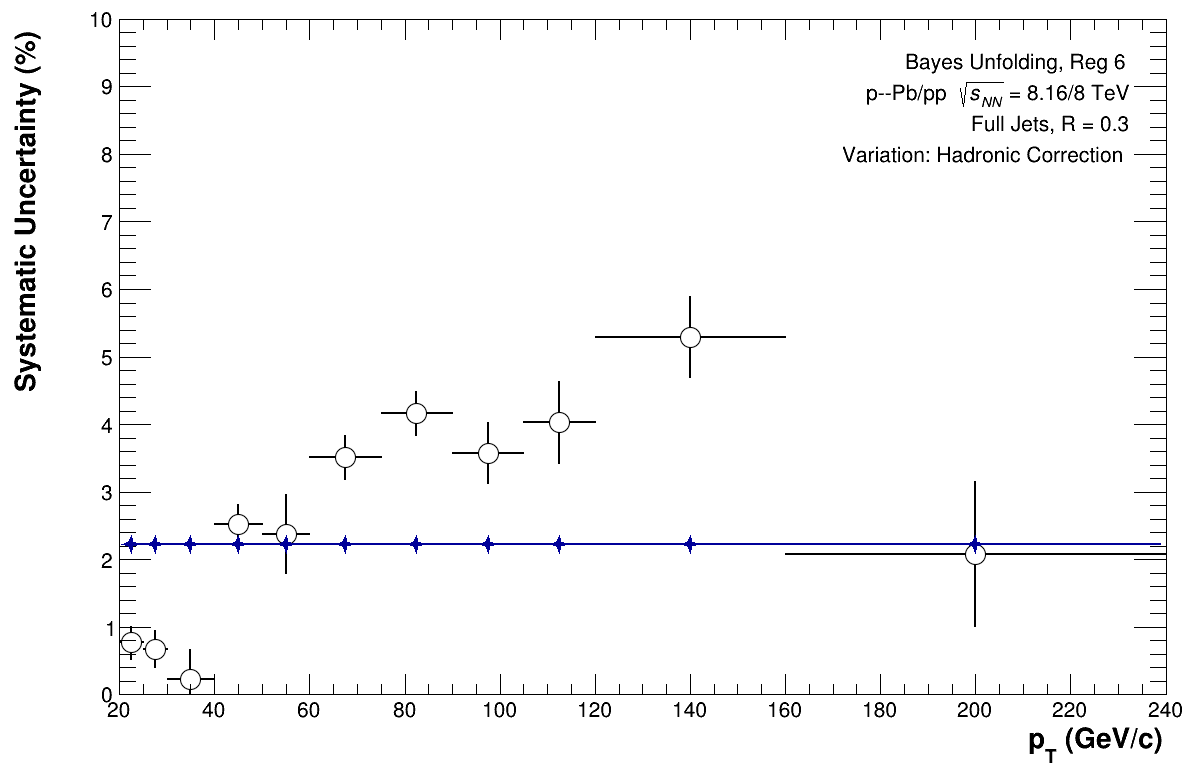 Systematic Uncertainty (%)
10
9
8
7
6
5
4
3
2
1
0
Bayes Unfolding, Reg 6
p--Pb/pp √s_NN = 8.16/8 TeV
Full Jets, R = 0.3
Variation: Hadronic Correction
20 40 60 80 100 120 140 160 180 200 220 240
p_T (GeV/c)